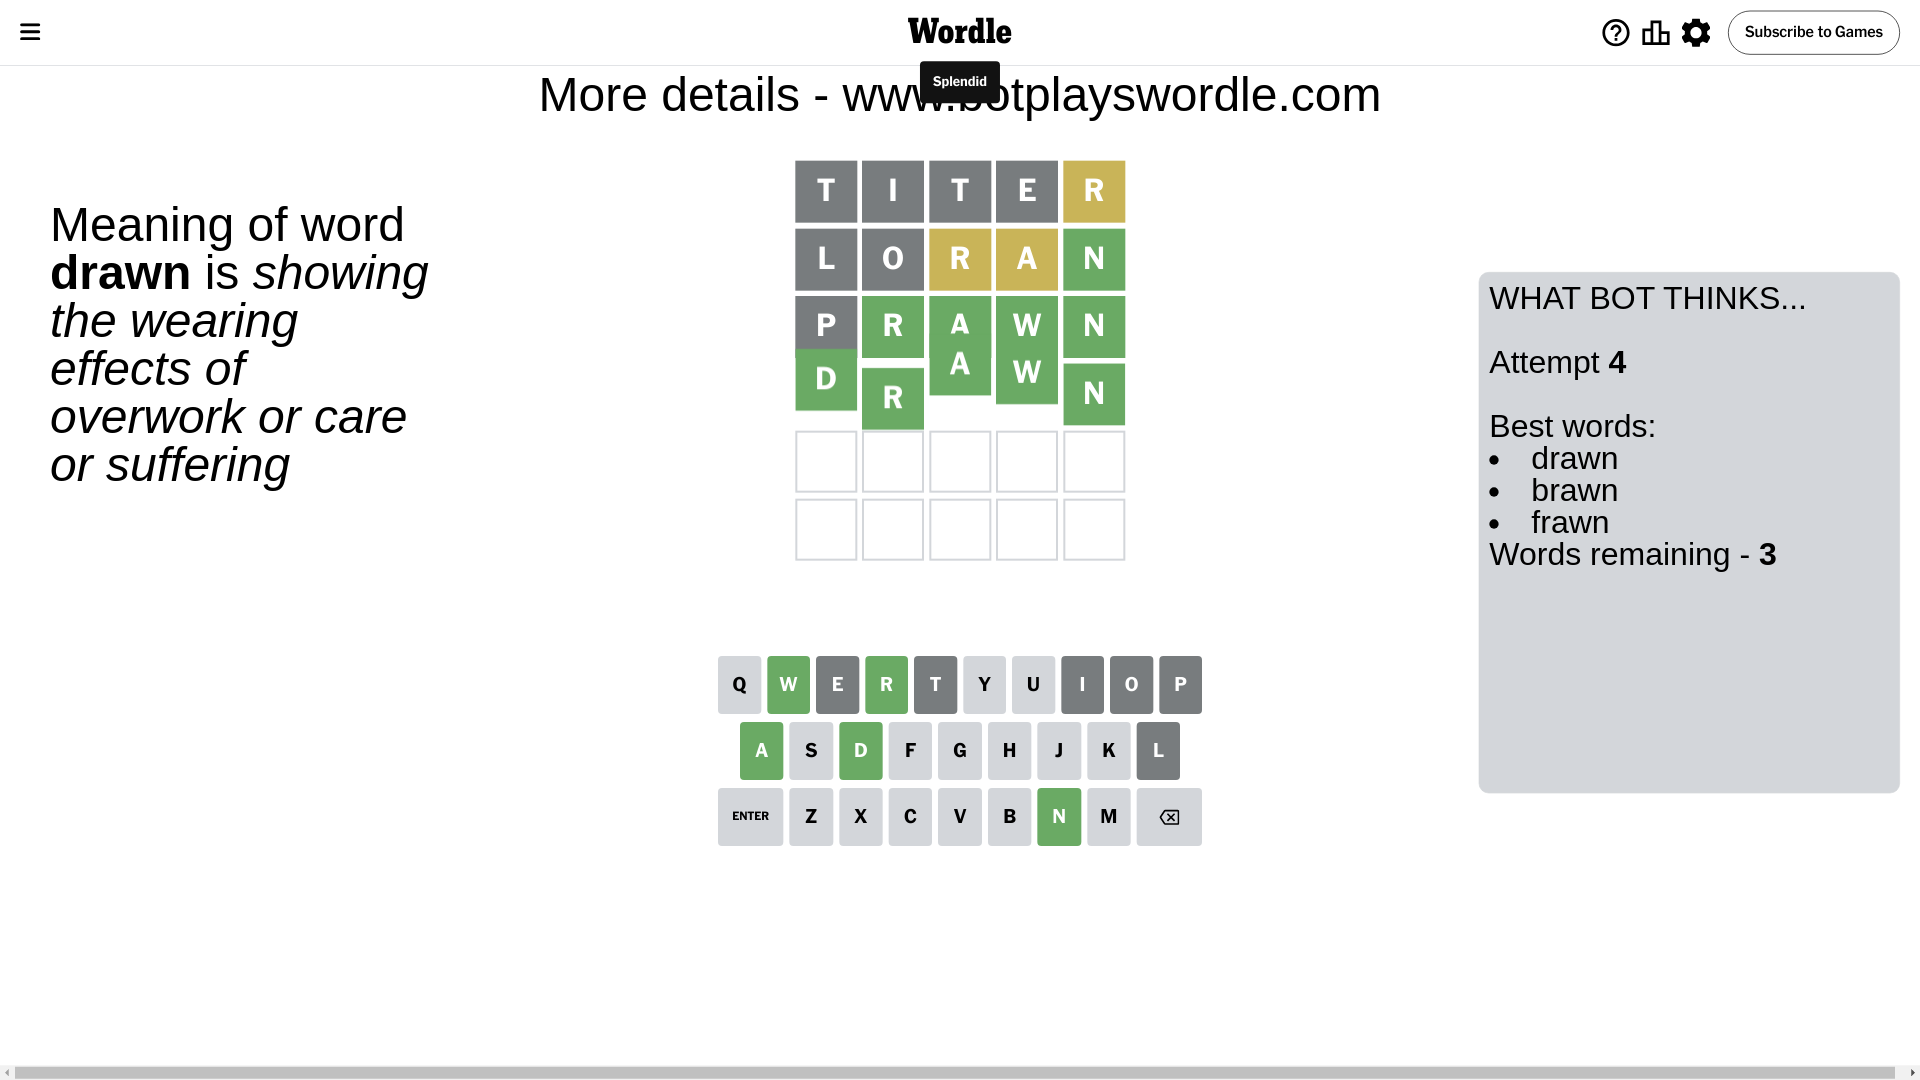 Wordle
Subscribe to Games
Splendid
More details - www.botplayswordle.com
Meaning of word
drawn is showing
the wearing
effects of
overwork or care
or suffering
T I T E R
L O R A N
P R A W N
D R A W N
WHAT BOT THINKS...
Attempt 4
Best words:
• drawn
• brawn
• frawn
Words remaining - 3
Q W E R T Y U I O P
A S D F G H J K L
ENTER Z X C V B N M